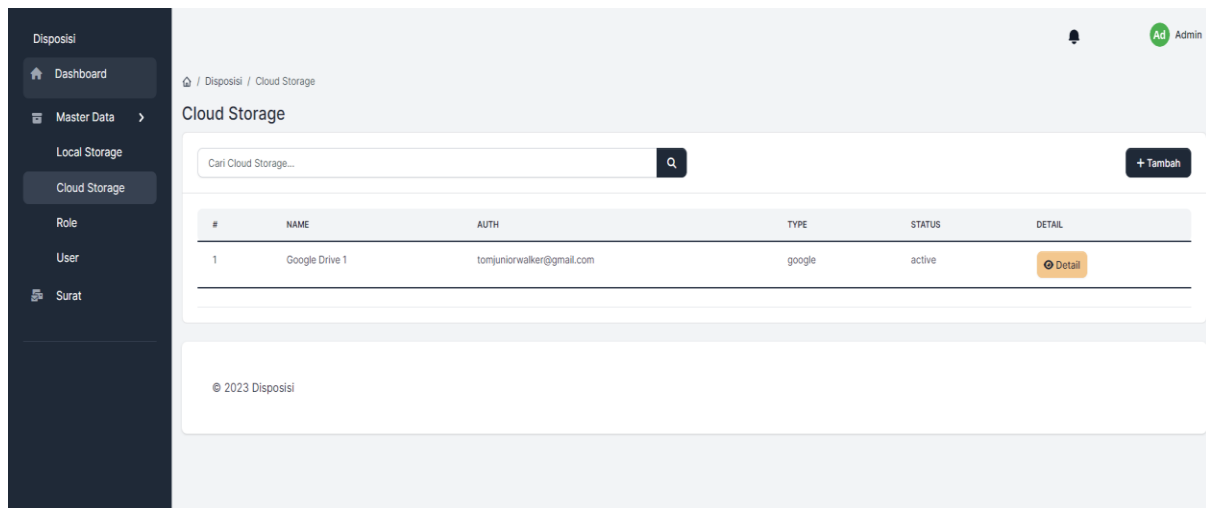 Disposisi
Ad Admin
Dashboard
/ Disposisi / Cloud Storage
Master Data
Cloud Storage
Local Storage
Cari Cloud Storage...
+ Tambah
Cloud Storage
Role
# NAME AUTH TYPE STATUS DETAIL
User
1 Google Drive 1 tomjuniorwalker@gmail.com google active Detail
Surat
© 2023 Disposisi